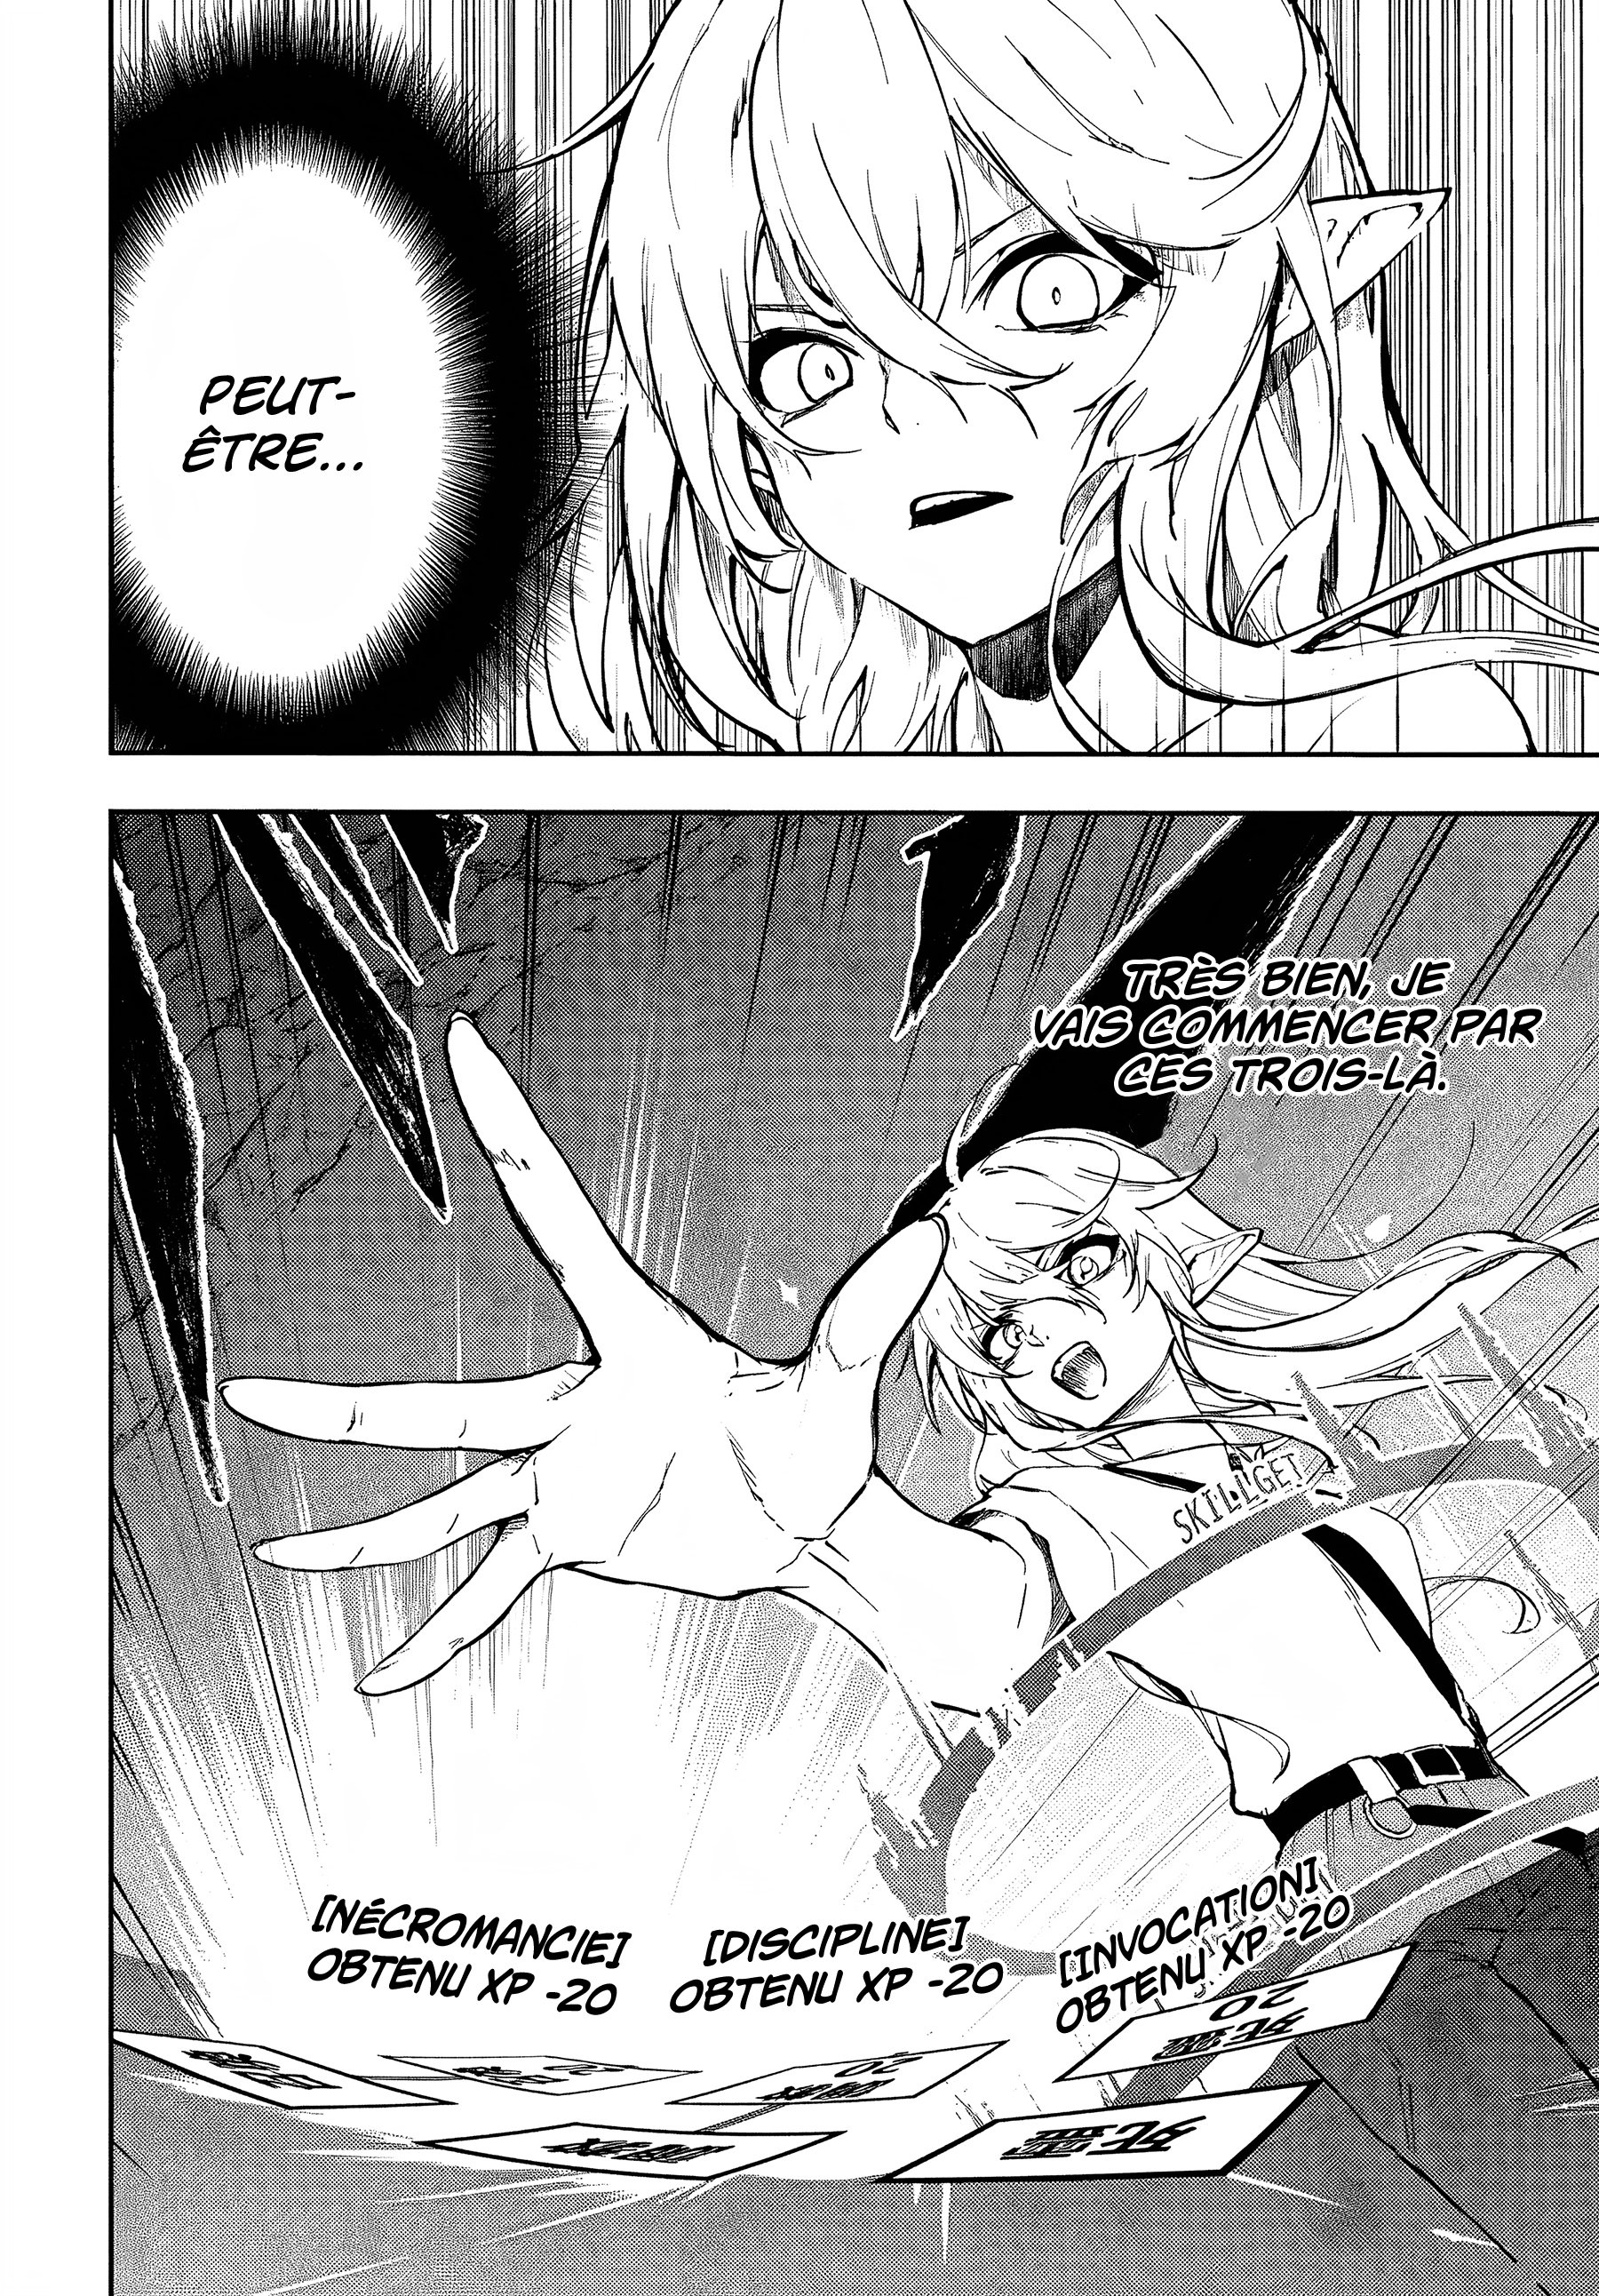 PEUT-
ÊTRE...
TRÈS BIEN, JE
VAIS COMMENCER PAR
CES TROIS-LÀ.
SKILLGET
[NÉCROMANCIE]
OBTENU XP -20
[DISCIPLINE]
OBTENU XP -20
[INVOCATION]
OBTENU XP -20
20
20
20